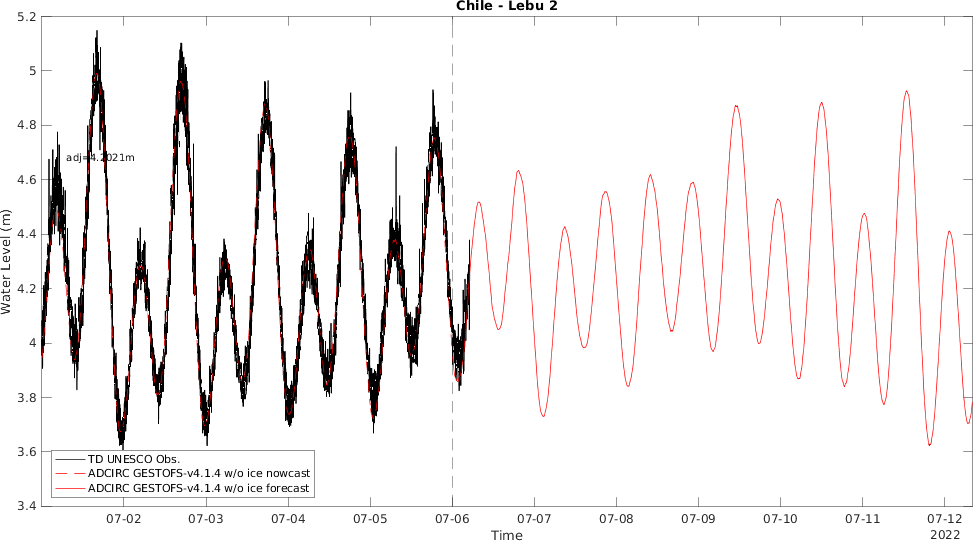 Chile - Lebu 2
5.2
5
4.8
4.6
4.4
4.2
4
3.8
3.6
3.4
Water Level (m)
adj=4.2021m
TD UNESCO Obs.
ADCIRC GESTOFS-v4.1.4 w/o ice nowcast
ADCIRC GESTOFS-v4.1.4 w/o ice forecast
07-02 07-03 07-04 07-05 07-06 07-07 07-08 07-09 07-10 07-11 07-12
2022
Time